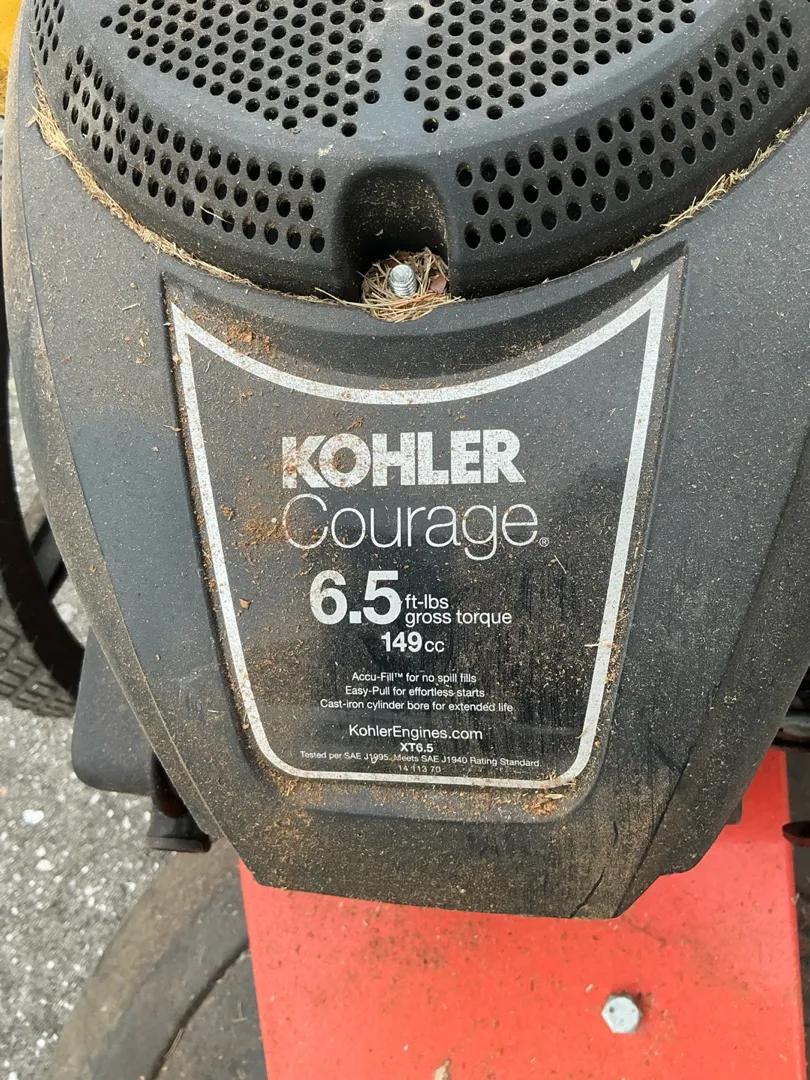 KOHLER
Courage®
6.5 ft-lbs
gross torque
149cc
Accu-Fill™ for no spill fills
Easy-Pull for effortless starts
Cast-iron cylinder bore for extended life
KohlerEngines.com
XT6.5
Tested per SAE J1995. Meets SAE J1940 Rating Standard.
14 113 70